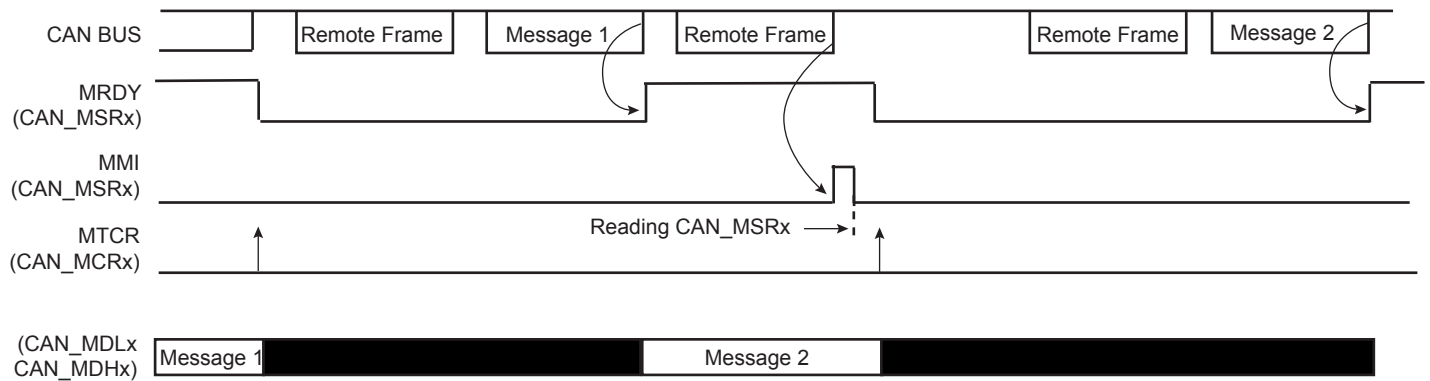 CAN BUS
Remote Frame
Message 1
Remote Frame
Remote Frame
Message 2
MRDY
(CAN_MSRx)
MMI
(CAN_MSRx)
Reading CAN_MSRx
MTCR
(CAN_MCRx)
(CAN_MDLx
CAN_MDHx)
Message 1
Message 2